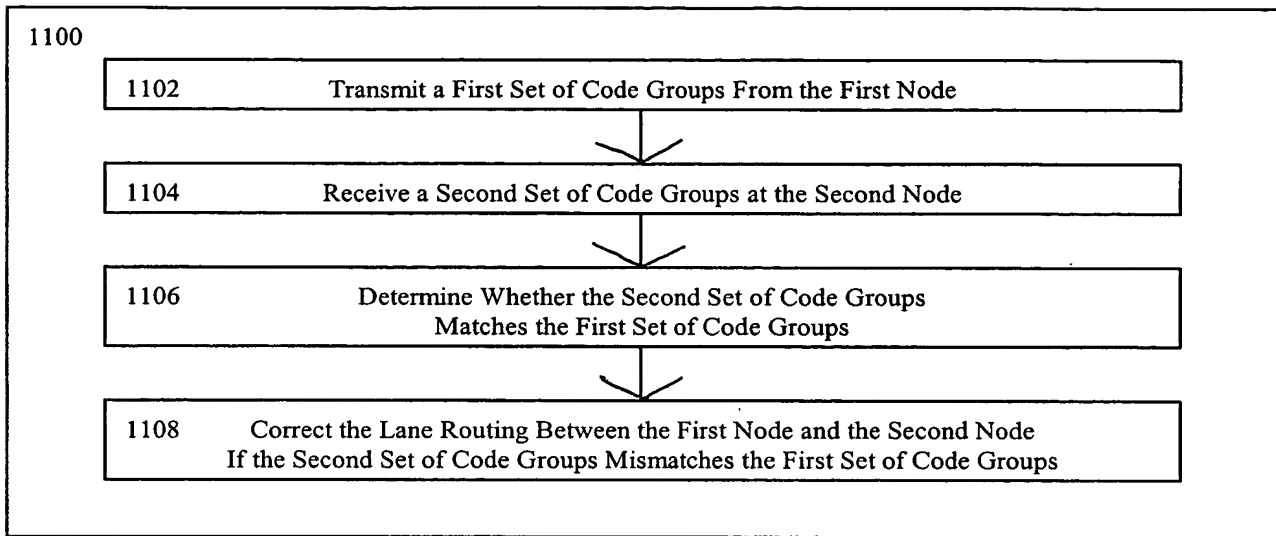 1100
1102 Transmit a First Set of Code Groups From the First Node
1104 Receive a Second Set of Code Groups at the Second Node
1106 Determine Whether the Second Set of Code Groups
Matches the First Set of Code Groups
1108 Correct the Lane Routing Between the First Node and the Second Node
If the Second Set of Code Groups Mismatches the First Set of Code Groups